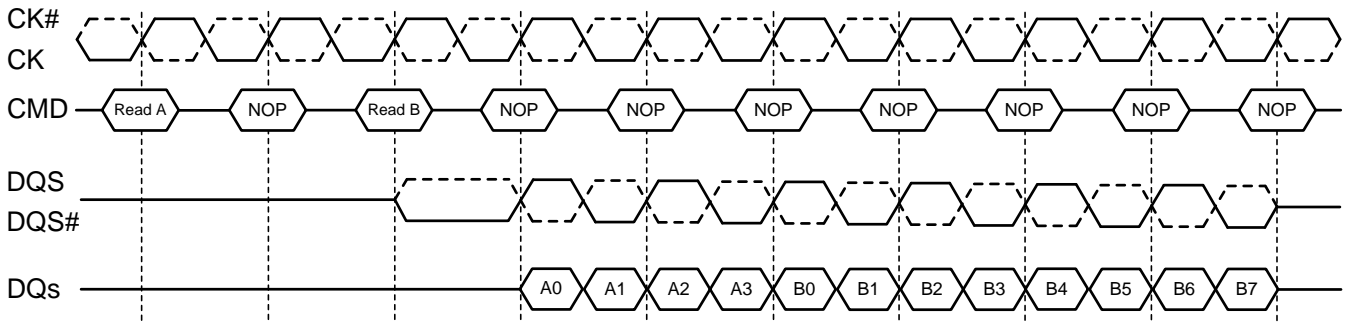 CK#
CK
CMD Read A NOP Read B NOP NOP NOP NOP NOP NOP NOP
DQS
DQS#
DQs A0 A1 A2 A3 B0 B1 B2 B3 B4 B5 B6 B7